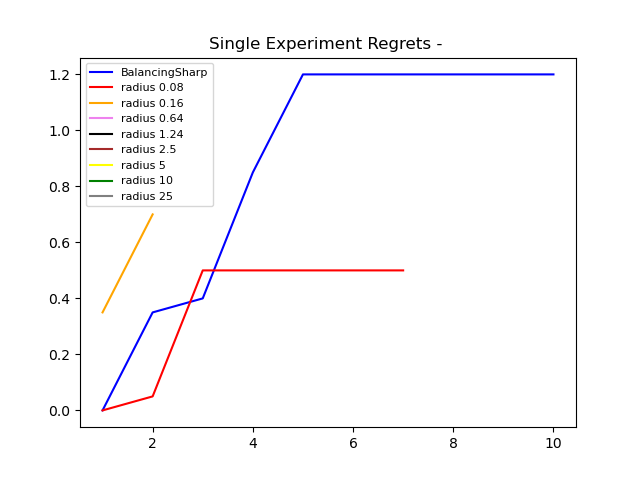 Single Experiment Regrets -
BalancingSharp
radius 0.08
radius 0.16
radius 0.64
radius 1.24
radius 2.5
radius 5
radius 10
radius 25
1.2
1.0
0.8
0.6
0.4
0.2
0.0
2 4 6 8 10